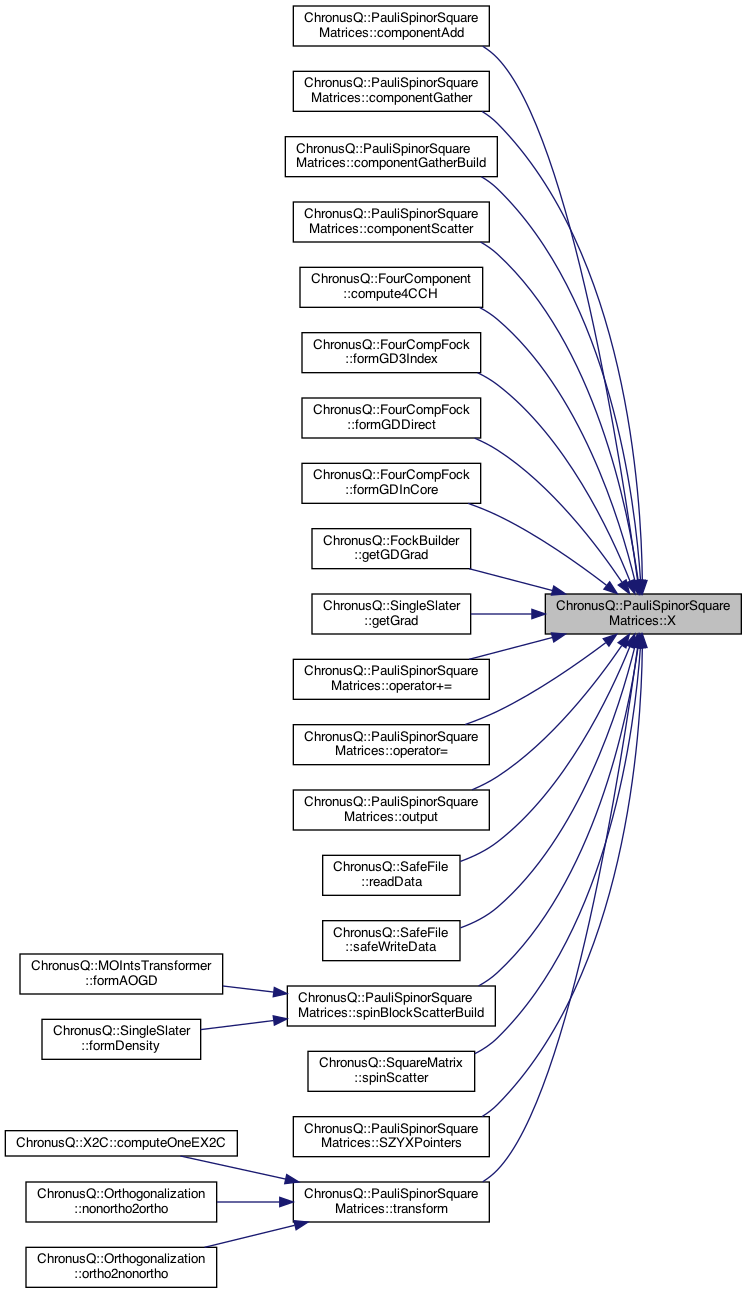 ChronusQ::PauliSpinorSquare
Matrices::componentAdd
ChronusQ::PauliSpinorSquare
Matrices::componentGather
ChronusQ::PauliSpinorSquare
Matrices::componentGatherBuild
ChronusQ::PauliSpinorSquare
Matrices::componentScatter
ChronusQ::FourComponent
::compute4CCH
ChronusQ::FourCompFock
::formGD3Index
ChronusQ::FourCompFock
::formGDDirect
ChronusQ::FourCompFock
::formGDInCore
ChronusQ::FockBuilder
::getGDGrad
ChronusQ::SingleSlater
::getGrad
ChronusQ::PauliSpinorSquare
Matrices::X
ChronusQ::PauliSpinorSquare
Matrices::operator+=
ChronusQ::PauliSpinorSquare
Matrices::operator=
ChronusQ::PauliSpinorSquare
Matrices::output
ChronusQ::SafeFile
::readData
ChronusQ::SafeFile
::safeWriteData
ChronusQ::MOIntsTransformer
::formAOGD
ChronusQ::PauliSpinorSquare
Matrices::spinBlockScatterBuild
ChronusQ::SingleSlater
::formDensity
ChronusQ::SquareMatrix
::spinScatter
ChronusQ::PauliSpinorSquare
Matrices::SZYXPointers
ChronusQ::X2C::computeOneEX2C
ChronusQ::PauliSpinorSquare
Matrices::transform
ChronusQ::Orthogonalization
::nonortho2ortho
ChronusQ::Orthogonalization
::ortho2nonortho